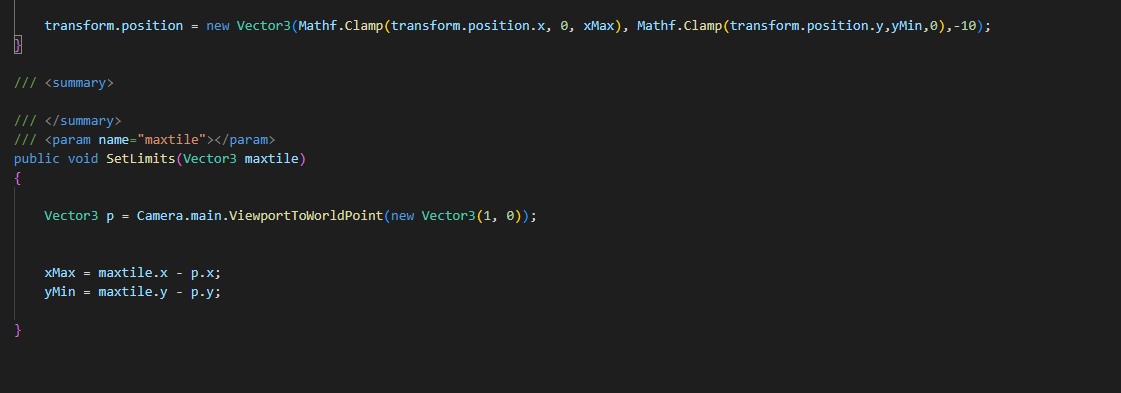 transform.position = new Vector3(Mathf.Clamp(transform.position.x, 0, xMax), Mathf.Clamp(transform.position.y,yMin,0),-10);
}
/// <summary>
/// </summary>
/// <param name="maxtile"></param>
public void SetLimits(Vector3 maxtile)
{
Vector3 p = Camera.main.ViewportToWorldPoint(new Vector3(1, 0));
xMax = maxtile.x - p.x;
yMin = maxtile.y - p.y;
}